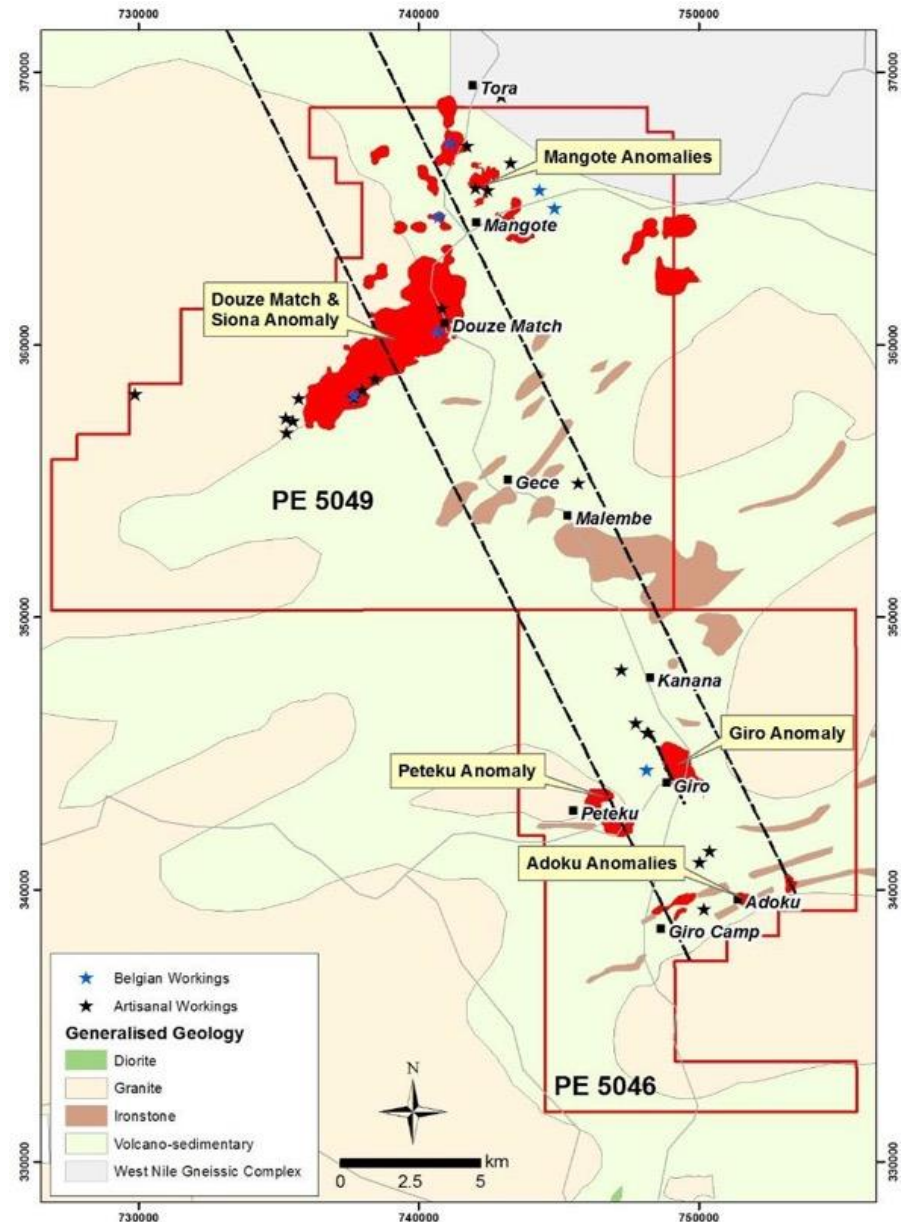 730000
740000
750000
370000
370000
Tora
Mangote Anomalies
Mangote
Douze Match &
Siona Anomaly
Douze Match
360000
360000
Gece
PE 5049
Malembe
350000
350000
Kanana
Giro Anomaly
Peteku Anomaly
Giro
Peteku
Adoku Anomalies
340000
340000
Adoku
Giro Camp
Belgian Workings
Artisanal Workings
Generalised Geology
Diorite
Granite
Ironstone
Volcano-sedimentary
West Nile Gneissic Complex
N
km
0
2.5
5
PE 5046
330000
330000
730000
740000
750000